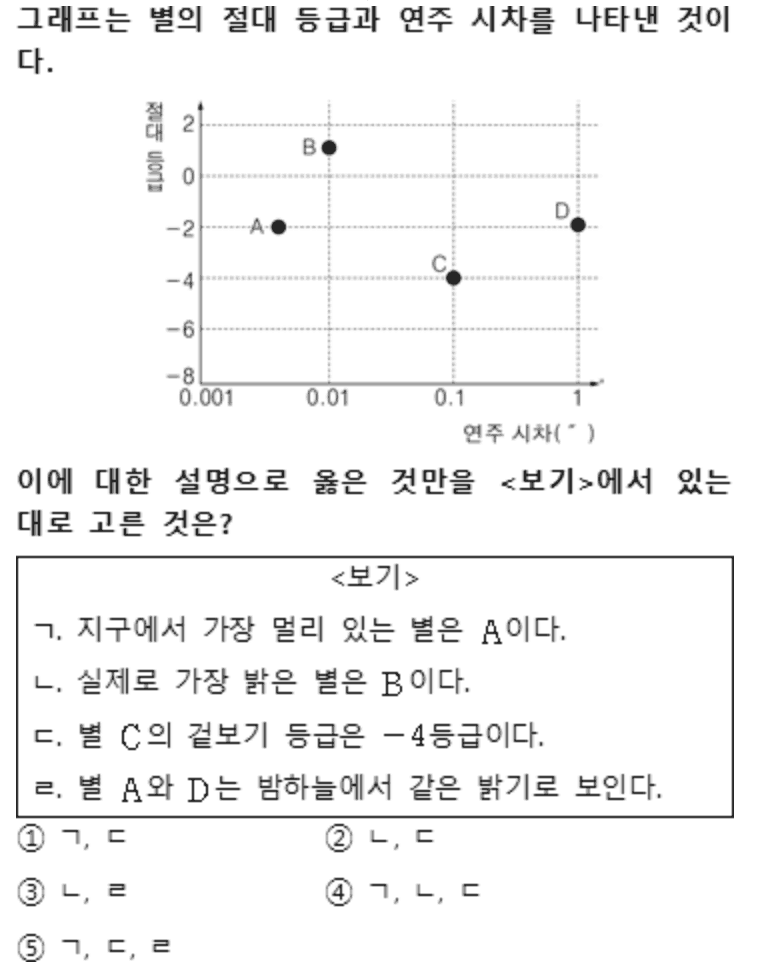 그래프는 별의 절대 등급과 연주 시차를 나타낸 것이
다.
절대 등급
2
0
-2
-4
-6
-8
A
B
C
D
0.001 0.01 0.1 1
연주 시차(″)
이에 대한 설명으로 옳은 것만을 <보기>에서 있는
대로 고른 것은?
<보기>
ㄱ. 지구에서 가장 멀리 있는 별은 A이다.
ㄴ. 실제로 가장 밝은 별은 B이다.
ㄷ. 별 C의 겉보기 등급은 -4등급이다.
ㄹ. 별 A와 D는 밤하늘에서 같은 밝기로 보인다.
① ㄱ, ㄷ ② ㄴ, ㄷ
③ ㄴ, ㄹ ④ ㄱ, ㄴ, ㄷ
⑤ ㄱ, ㄷ, ㄹ